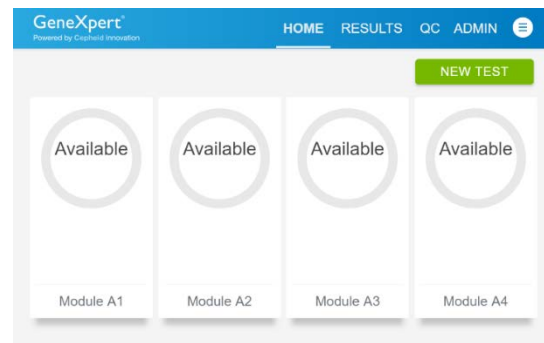 GeneXpert®
Powered by Cepheid innovation
HOME RESULTS QC ADMIN
NEW TEST
Available Available Available Available
Module A1 Module A2 Module A3 Module A4